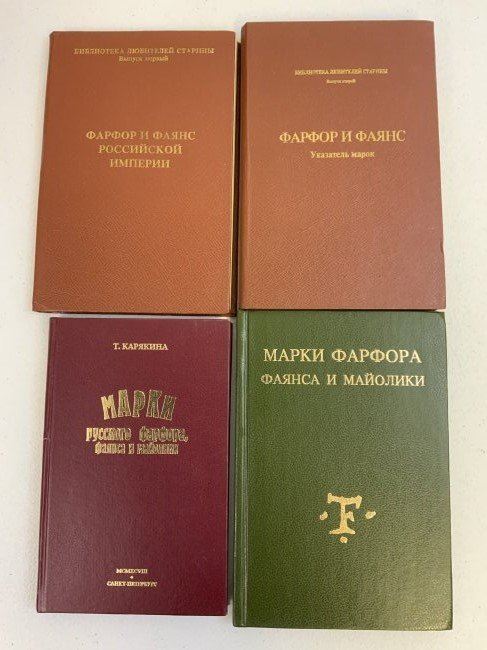 БИБЛИОТЕКА ЛЮБИТЕЛЕЙ СТАРИНЫ
Выпуск первый
ФАРФОР И ФАЯНС
РОССИЙСКОЙ
ИМПЕРИИ
БИБЛИОТЕКА ЛЮБИТЕЛЕЙ СТАРИНЫ
Выпуск второй
ФАРФОР И ФАЯНС
Указатель марок
Т. КАРЯКИНА
МАРКИ
русского фарфора,
фаянса и майолики
MCMXCVIII
САНКТ-ПЕТЕРБУРГ
МАРКИ ФАРФОРА
ФАЯНСА И МАЙОЛИКИ
·F·